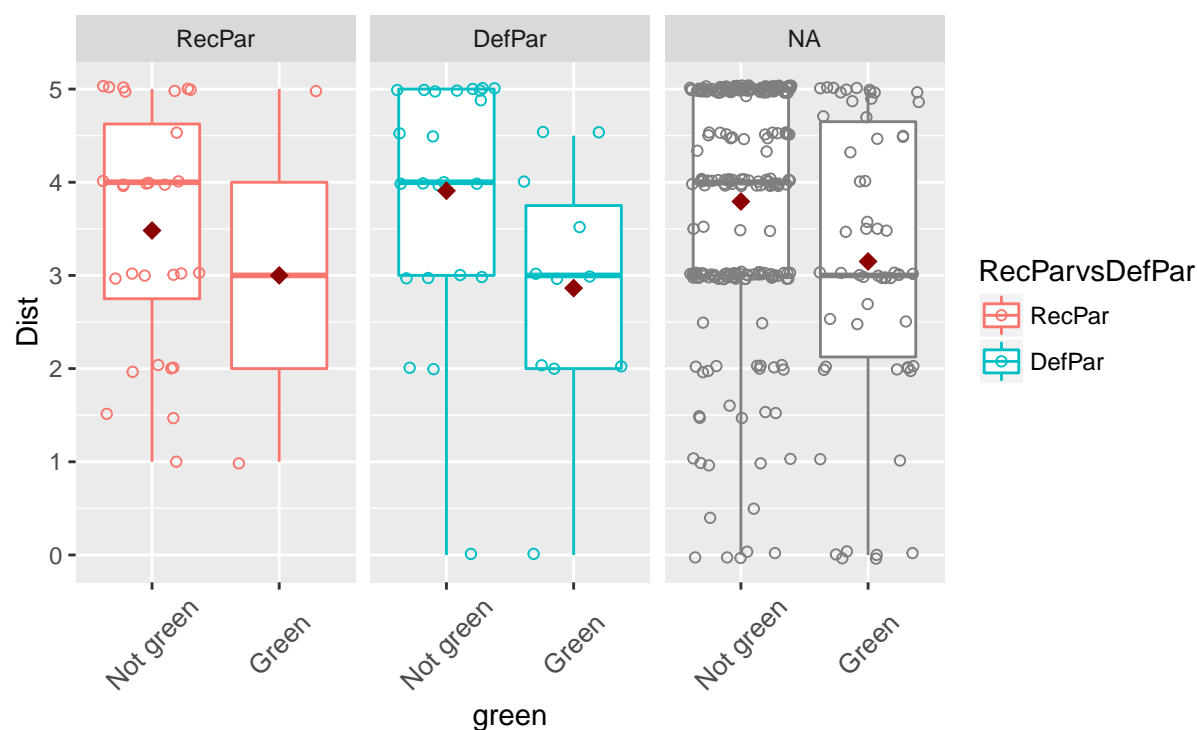 RecPar
DefPar
NA
Dist
5
4
3
2
1
0
Not green
Green
Not green
Green
Not green
Green
green
RecParvsDefPar
RecPar
DefPar